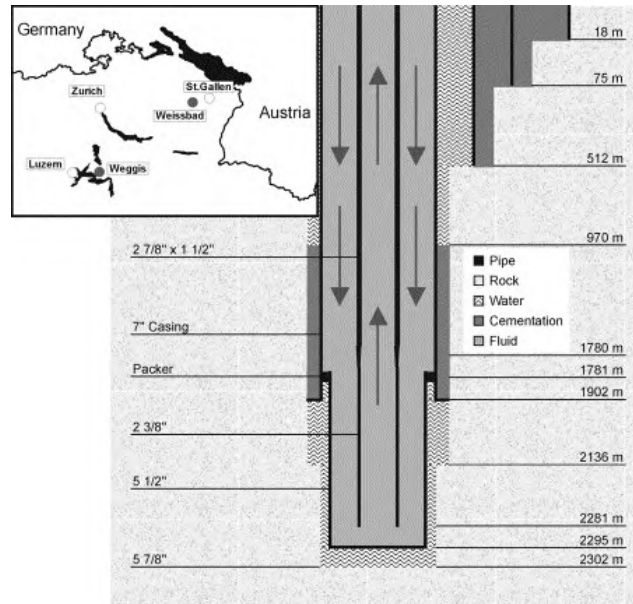 Germany
Zurich
St.Gallen
Weissbad
Austria
Luzern
Weggis
18 m
75 m
512 m
970 m
2 7/8" x 1 1/2"
Pipe
Rock
Water
Cementation
Fluid
7" Casing
1780 m
Packer
1781 m
1902 m
2 3/8"
2136 m
5 1/2"
2281 m
2295 m
5 7/8"
2302 m